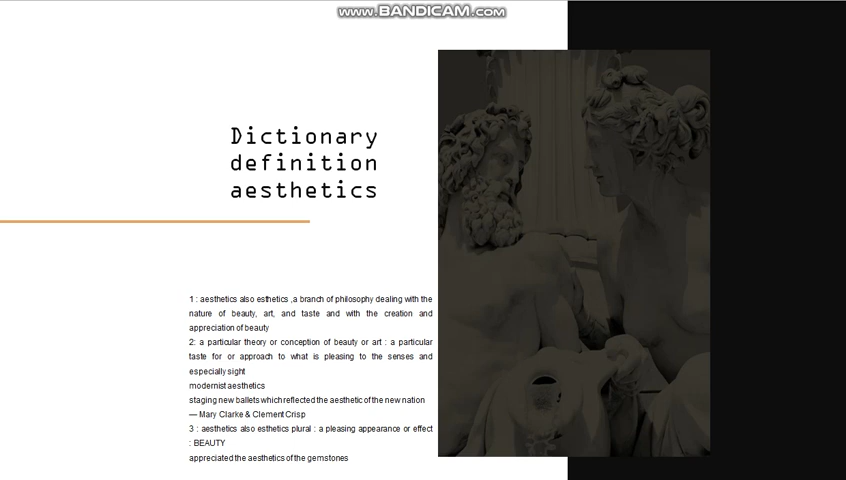 www.BANDICAM.com
Dictionary
definition
aesthetics
1 : aesthetics also esthetics ,a branch of philosophy dealing with the
nature of beauty, art, and taste and with the creation and
appreciation of beauty
2: a particular theory or conception of beauty or art : a particular
taste for or approach to what is pleasing to the senses and
especially sight
modernist aesthetics
staging new ballets which reflected the aesthetic of the new nation
— Mary Clarke & Clement Crisp
3 : aesthetics also esthetics plural : a pleasing appearance or effect
: BEAUTY
appreciated the aesthetics of the gemstones